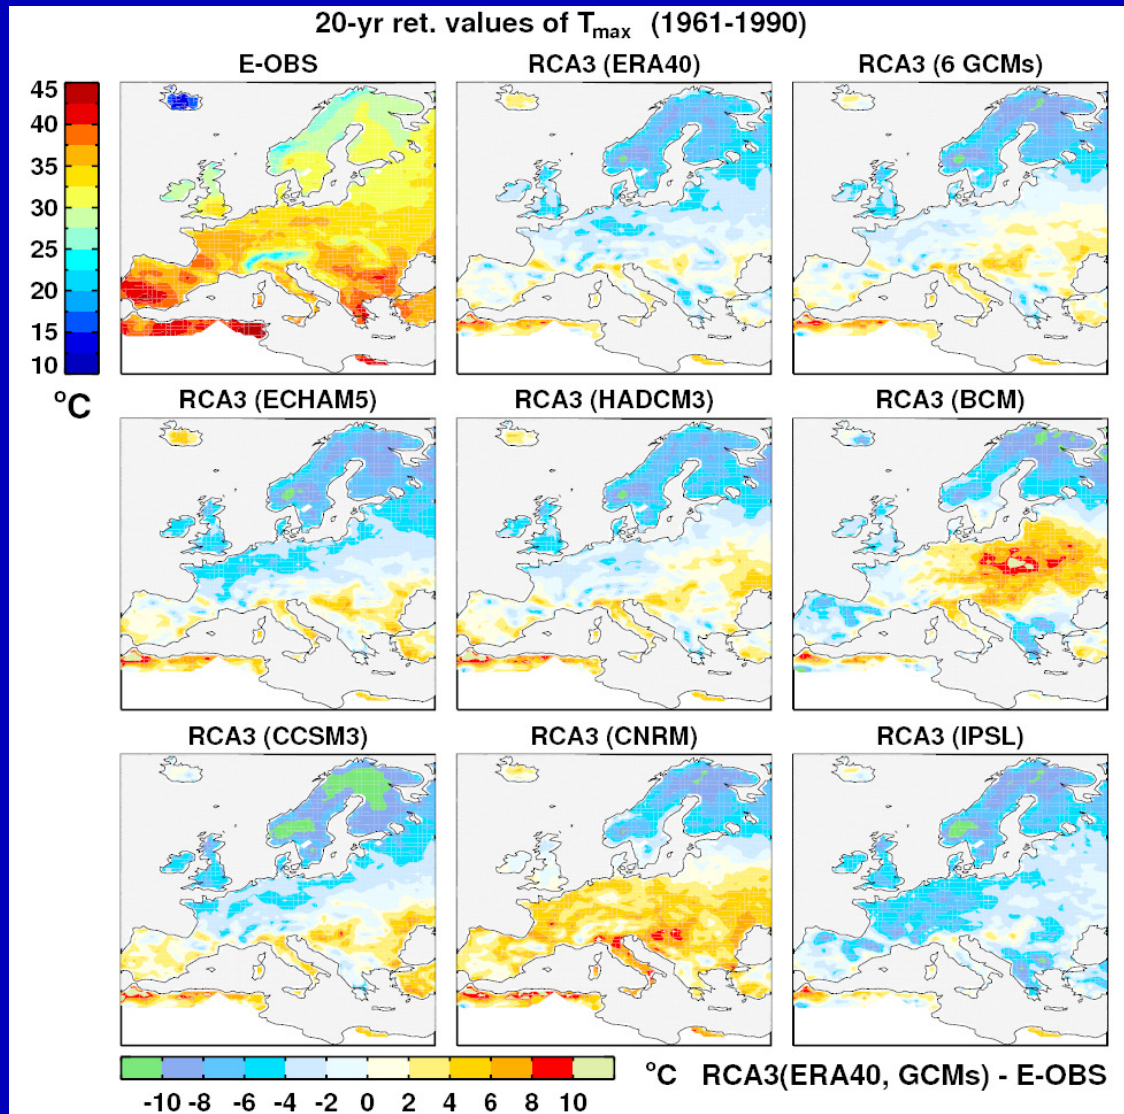 20-yr ret. values of Tmax (1961-1990)
E-OBS
RCA3 (ERA40)
RCA3 (6 GCMs)
45
40
35
30
25
20
15
10
°C
RCA3 (ECHAM5)
RCA3 (HADCM3)
RCA3 (BCM)
RCA3 (CCSM3)
RCA3 (CNRM)
RCA3 (IPSL)
-10 -8 -6 -4 -2 0 2 4 6 8 10
°C RCA3(ERA40, GCMs) - E-OBS